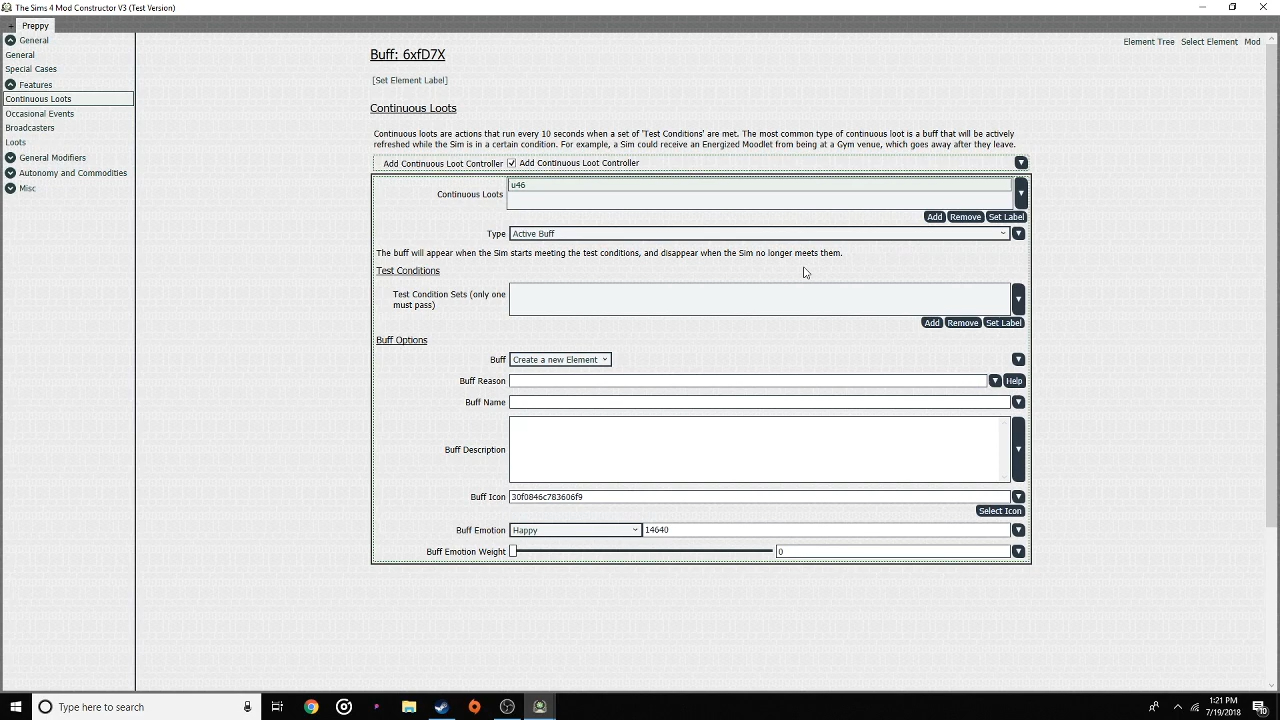 The Sims 4 Mod Constructor V3 (Test Version)
+ Preppy
General
General
Special Cases
Features
Continuous Loots
Occasional Events
Broadcasters
Loots
General Modifiers
Autonomy and Commodities
Misc
Element Tree Select Element Mod
Buff: 6xfD7X
[Set Element Label]
Continuous Loots
Continuous loots are actions that run every 10 seconds when a set of 'Test Conditions' are met. The most common type of continuous loot is a buff that will be actively
refreshed while the Sim is in a certain condition. For example, a Sim could receive an Energized Moodlet from being at a Gym venue, which goes away after they leave.
Add Continuous Loot Controller Add Continuous Loot Controller
Continuous Loots u46
Add Remove Set Label
Type Active Buff
The buff will appear when the Sim starts meeting the test conditions, and disappear when the Sim no longer meets them.
Test Conditions
Test Condition Sets (only one
must pass)
Add Remove Set Label
Buff Options
Buff Create a new Element
Buff Reason Help
Buff Name
Buff Description
Buff Icon 30f0846c783606f9
Select Icon
Buff Emotion Happy 14640
Buff Emotion Weight 0
Type here to search
1:21 PM
7/19/2018
10